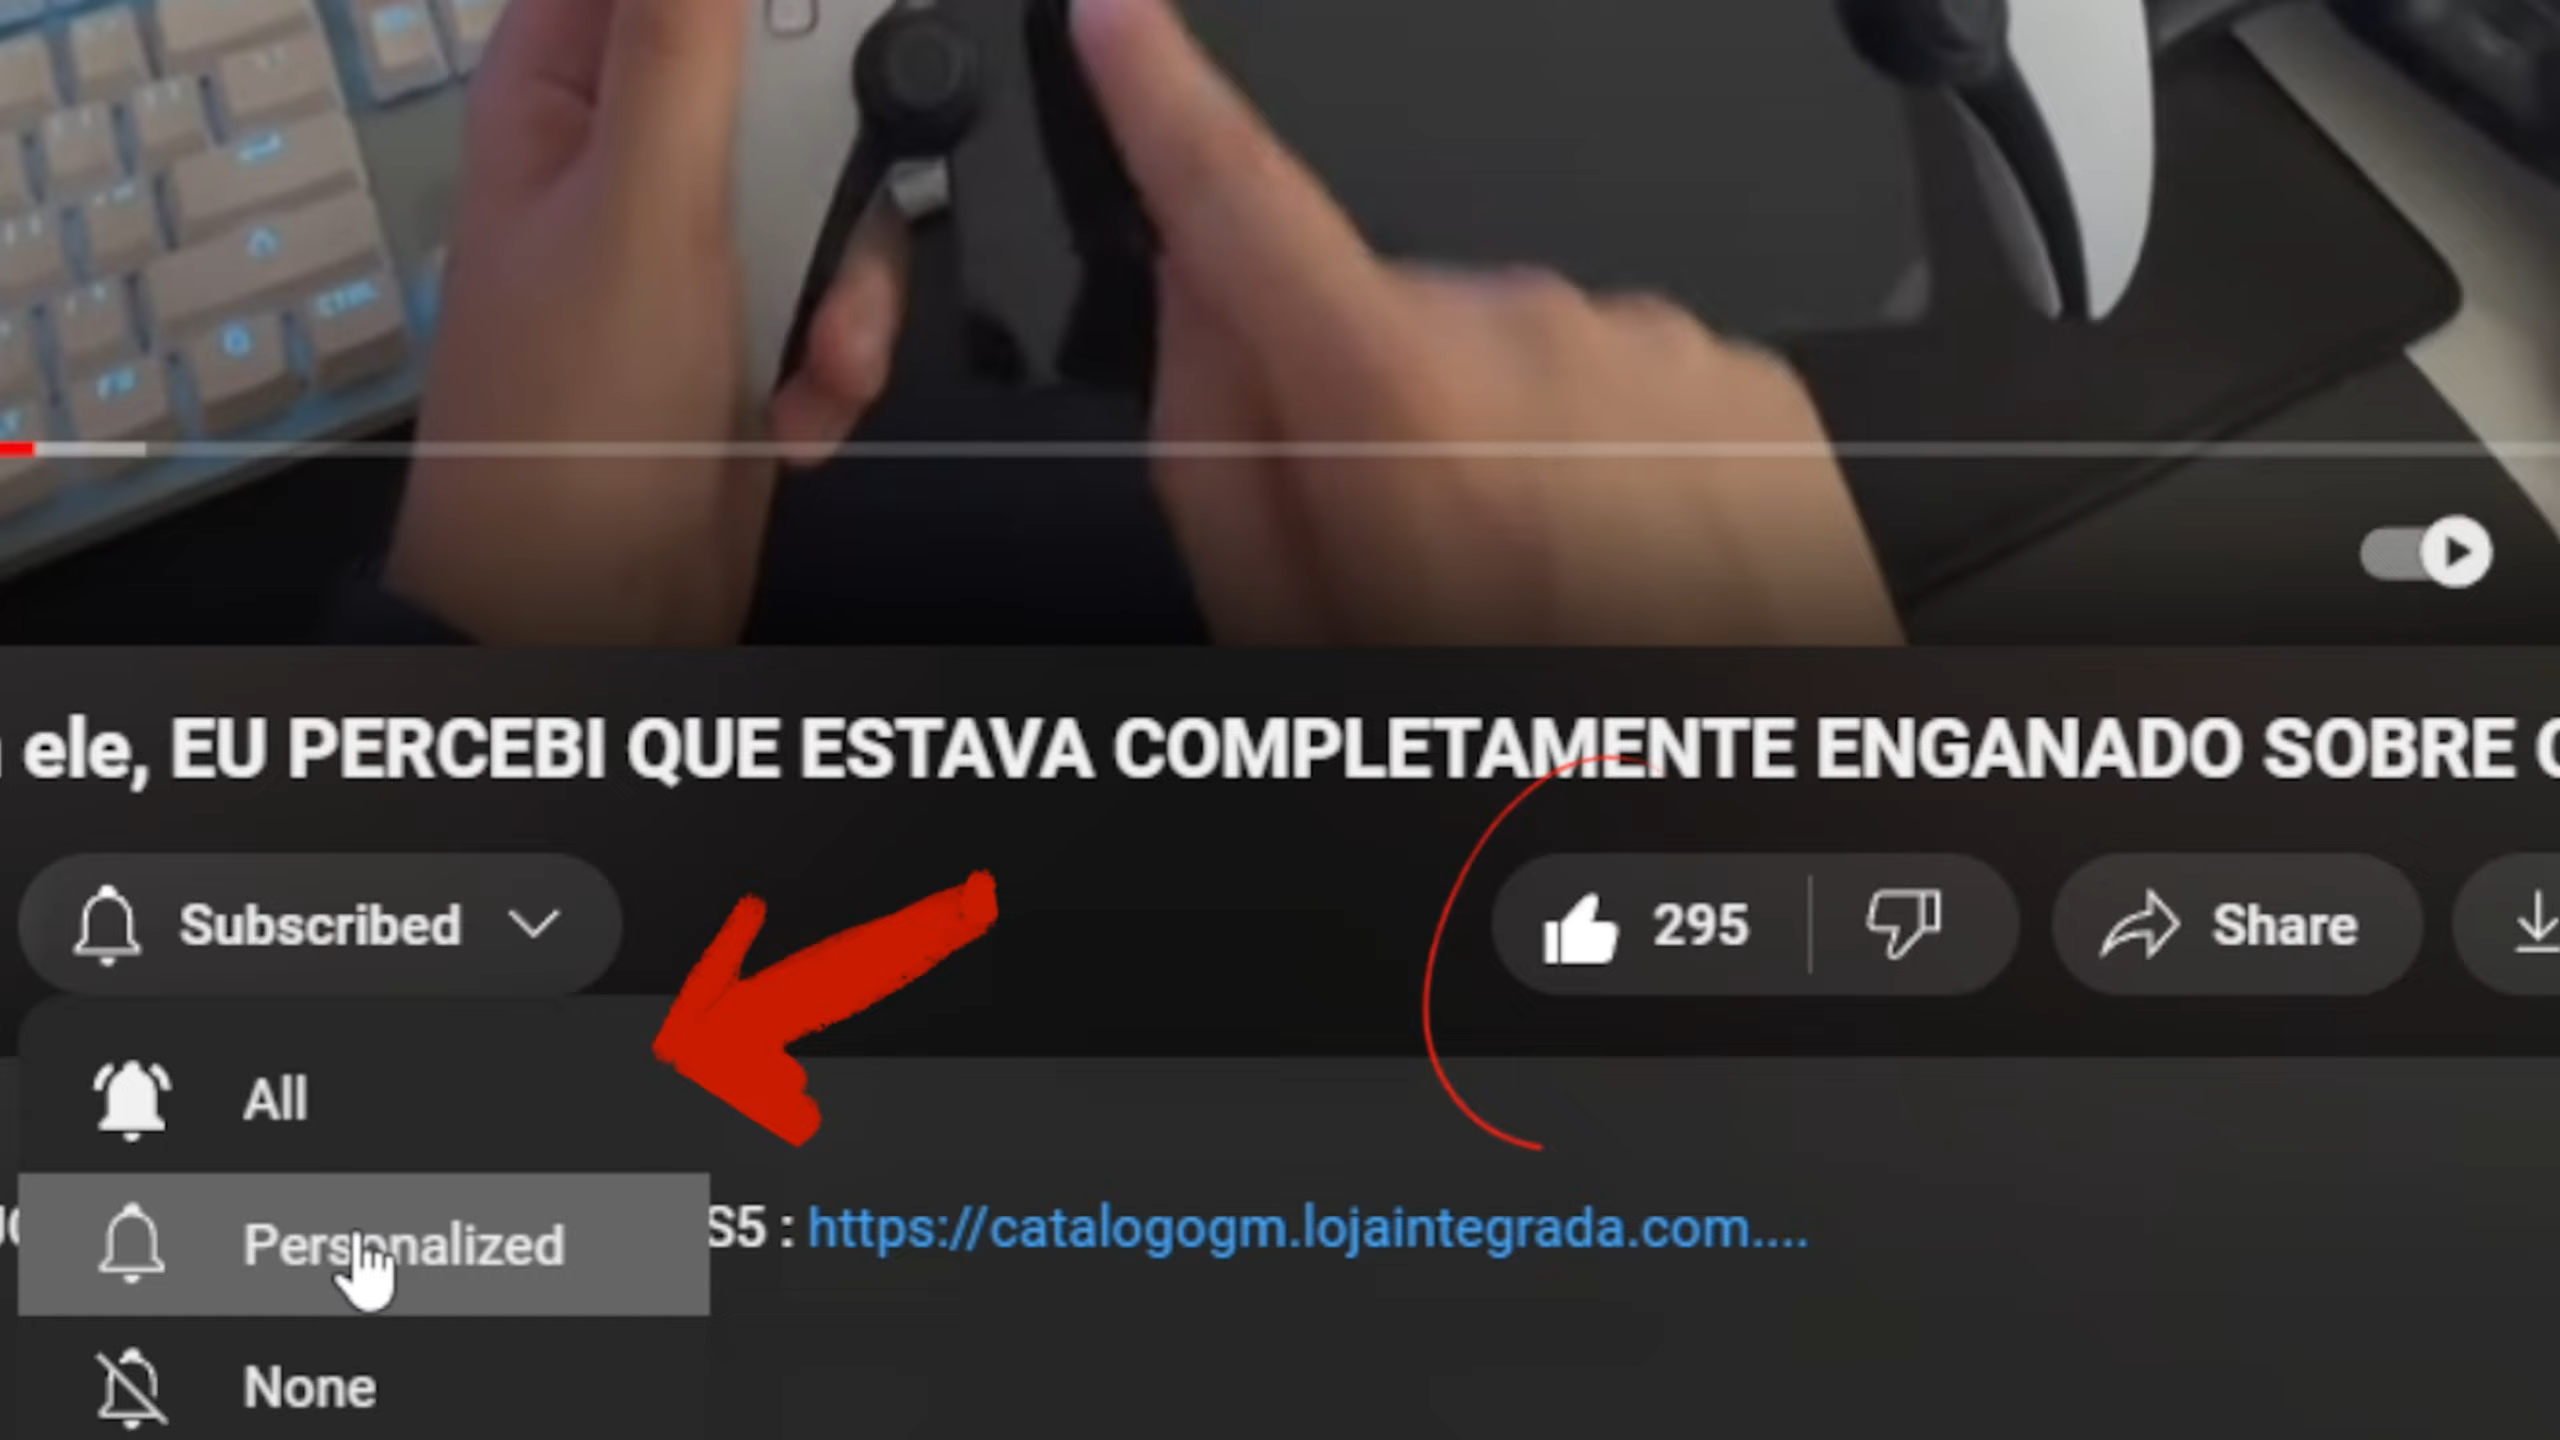 ele, EU PERCEBI QUE ESTAVA COMPLETAMENTE ENGANADO SOBRE
Subscribed
295
Share
All
S5 : https://catalogogm.lojaintegrada.com....
Personalized
None